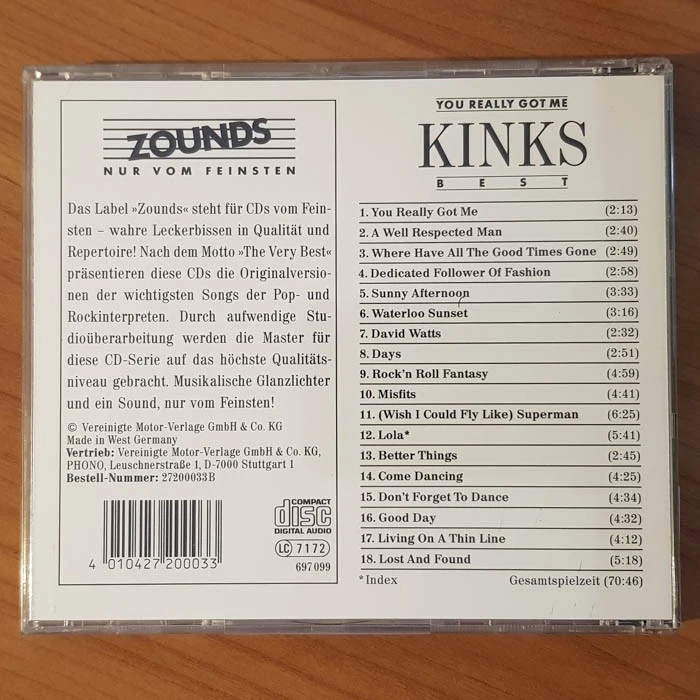 ZOUNDS
NUR VOM FEINSTEN
Das Label »Zounds« steht für CDs vom Fein-
sten – wahre Leckerbissen in Qualität und
Repertoire! Nach dem Motto »The Very Best«
präsentieren diese CDs die Originalversio-
nen der wichtigsten Songs der Pop- und
Rockinterpreten. Durch aufwendige Stu-
dioüberarbeitung werden die Master für
diese CD-Serie auf das höchste Qualitäts-
niveau gebracht. Musikalische Glanzlichter
und ein Sound, nur vom Feinsten!
© Vereinigte Motor-Verlage GmbH & Co. KG
Made in West Germany
Vertrieb: Vereinigte Motor-Verlage GmbH & Co. KG,
PHONO, Leuschnerstraße 1, D-7000 Stuttgart 1
Bestell-Nummer: 27200033B
4 010427 200033
COMPACT
disc
DIGITAL AUDIO
LC 7172
697 099
YOU REALLY GOT ME
KINKS
BEST
1. You Really Got Me (2:13)
2. A Well Respected Man (2:40)
3. Where Have All The Good Times Gone (2:49)
4. Dedicated Follower Of Fashion (2:58)
5. Sunny Afternoon (3:33)
6. Waterloo Sunset (3:16)
7. David Watts (2:32)
8. Days (2:51)
9. Rock'n Roll Fantasy (4:59)
10. Misfits (4:41)
11. (Wish I Could Fly Like) Superman (6:25)
12. Lola* (5:41)
13. Better Things (2:45)
14. Come Dancing (4:25)
15. Don't Forget To Dance (4:34)
16. Good Day (4:32)
17. Living On A Thin Line (4:12)
18. Lost And Found (5:18)
*Index Gesamtspielzeit (70:46)